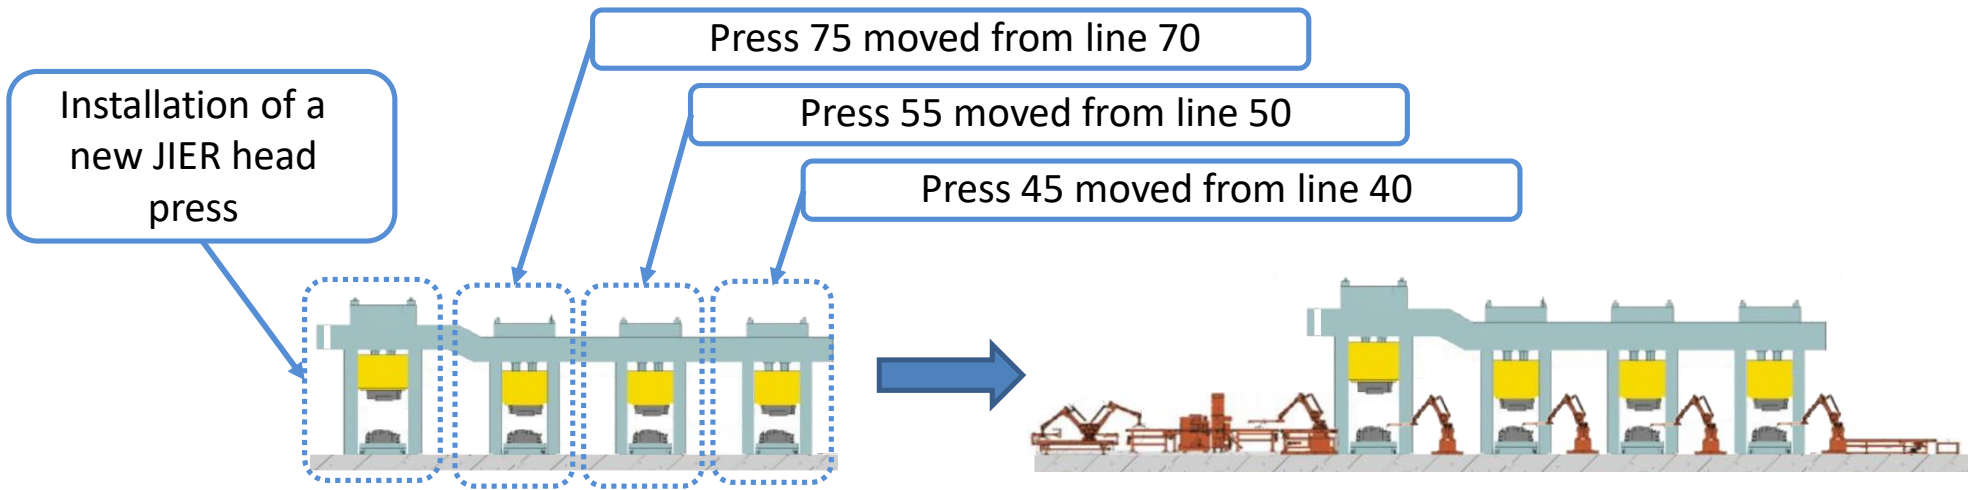 Press 75 moved from line 70
Installation of a
new JIER head
press
Press 55 moved from line 50
Press 45 moved from line 40